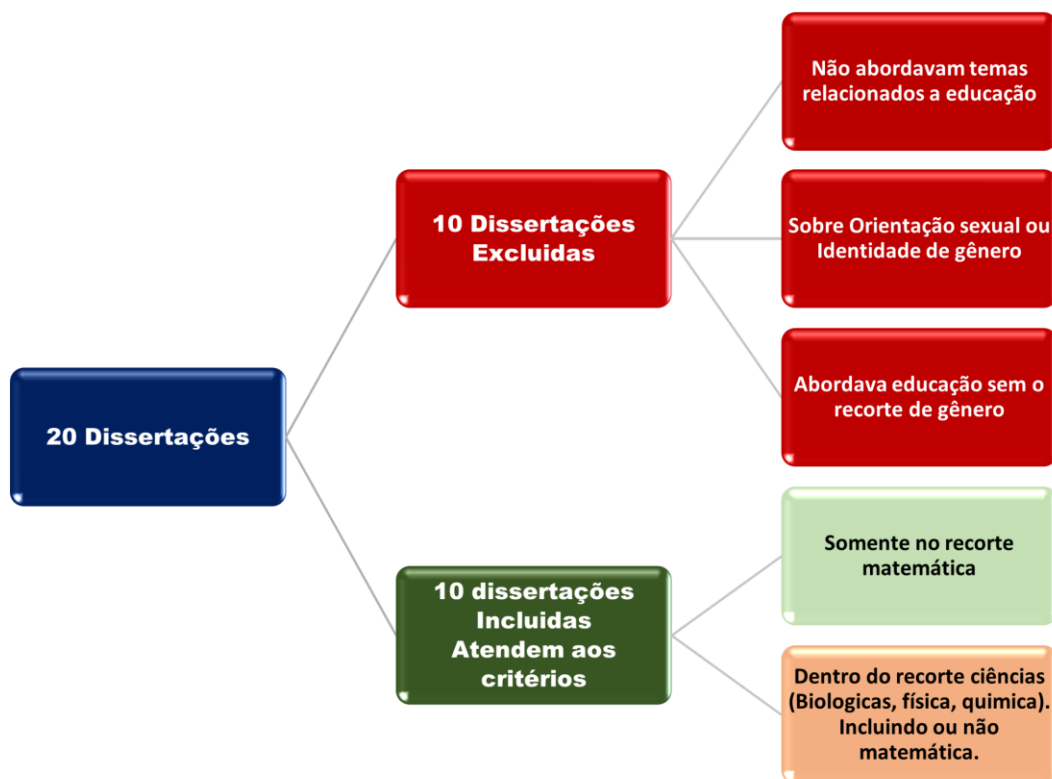 20 Dissertações
10 Dissertações
Excluidas
Não abordavam temas
relacionados a educação
Sobre Orientação sexual ou
Identidade de gênero
Abordava educação sem o
recorte de gênero
10 dissertações
Incluidas
Atendem aos
critérios
Somente no recorte
matemática
Dentro do recorte ciências
(Biologicas, física, quimica).
Incluindo ou não
matemática.